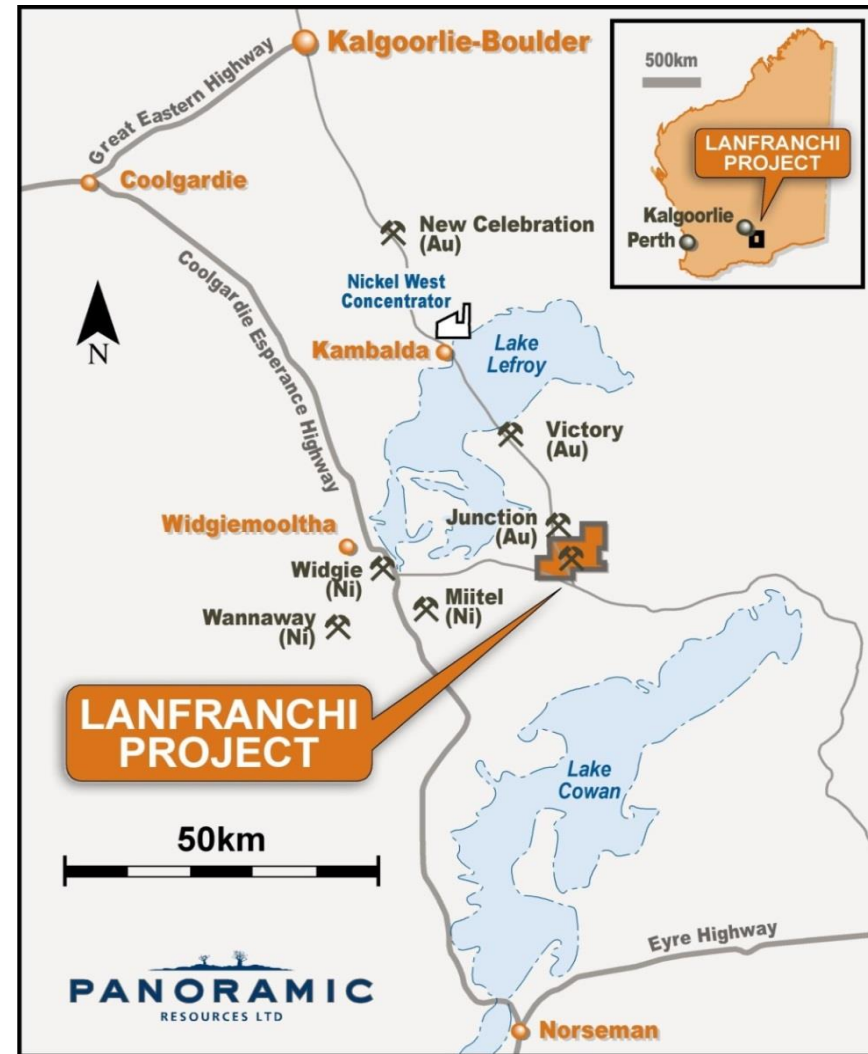 Kalgoorlie-Boulder
Great Eastern Highway
Coolgardie
500km
LANFRANCHI
PROJECT
Kalgoorlie
Perth
New Celebration
(Au)
Nickel West
Concentrator
Coolgardie Esperance Highway
N
Kambalda
Lake
Lefroy
Victory
(Au)
Junction
(Au)
Widgiemooltha
Widgie
(Ni)
Miitel
(Ni)
Wannaway
(Ni)
LANFRANCHI
PROJECT
Lake
Cowan
50km
Eyre Highway
PANORAMIC
RESOURCES LTD
Norseman